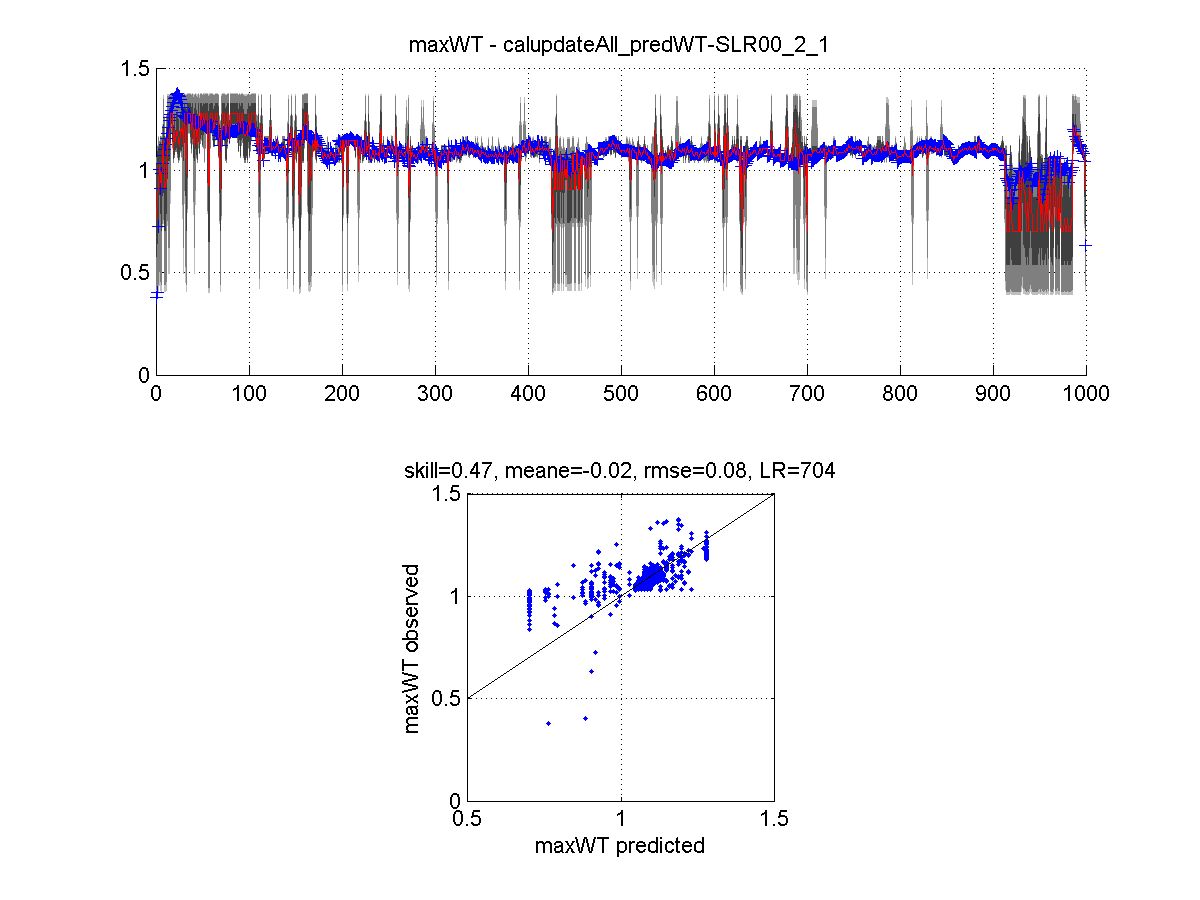 maxWT - calupdateAll_predWT-SLR00_2_1
1.5
1
0.5
0
0 100 200 300 400 500 600 700 800 900 1000
skill=0.47, meane=-0.02, rmse=0.08, LR=704
1.5
1
0.5
0
maxWT observed
0.5 1 1.5
maxWT predicted